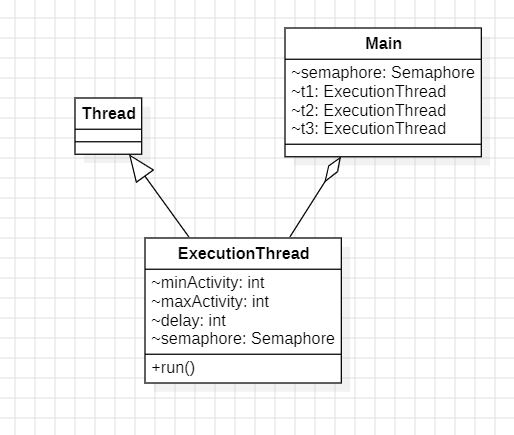 Main
~semaphore: Semaphore
~t1: ExecutionThread
~t2: ExecutionThread
~t3: ExecutionThread
Thread
ExecutionThread
~minActivity: int
~maxActivity: int
~delay: int
~semaphore: Semaphore
+run()